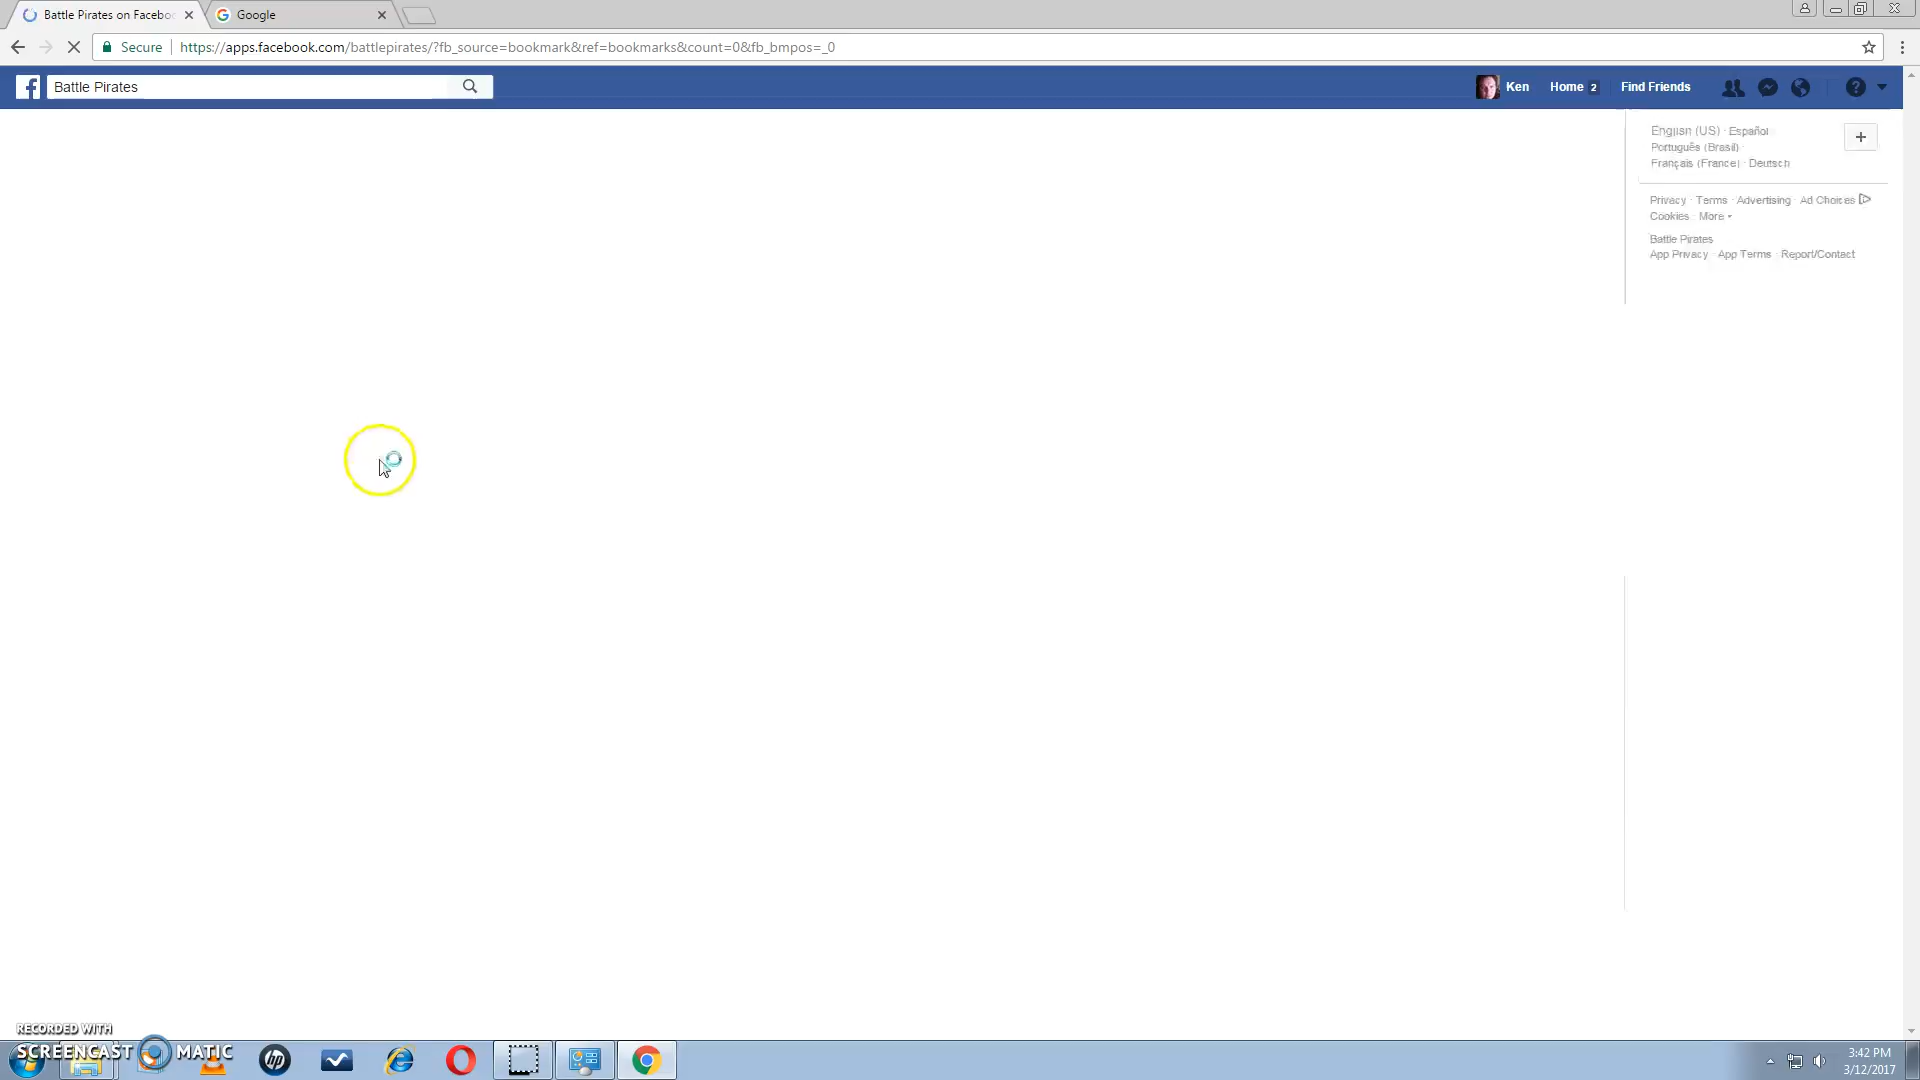 Battle Pirates on Facebo
Google
Secure
https://apps.facebook.com/battlepirates/?fb_source=bookmark&ref=bookmarks&count=0&fb_bmpos=_0
Battle Pirates
Ken
Home 2
Find Friends
English (US) · Español
Português (Brasil)
Français (France) · Deutsch
Privacy · Terms · Advertising · Ad Choices
Cookies · More
Battle Pirates
App Privacy · App Terms · Report/Contact
RECORDED WITH
SCREENCAST MATIC
hp
3:42 PM
3/12/2017